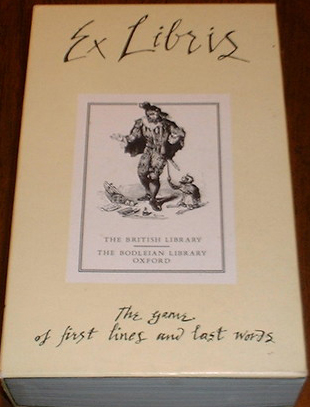 Ex Libris
THE BRITISH LIBRARY
THE BODLEIAN LIBRARY
OXFORD
The game
of first lines and last words